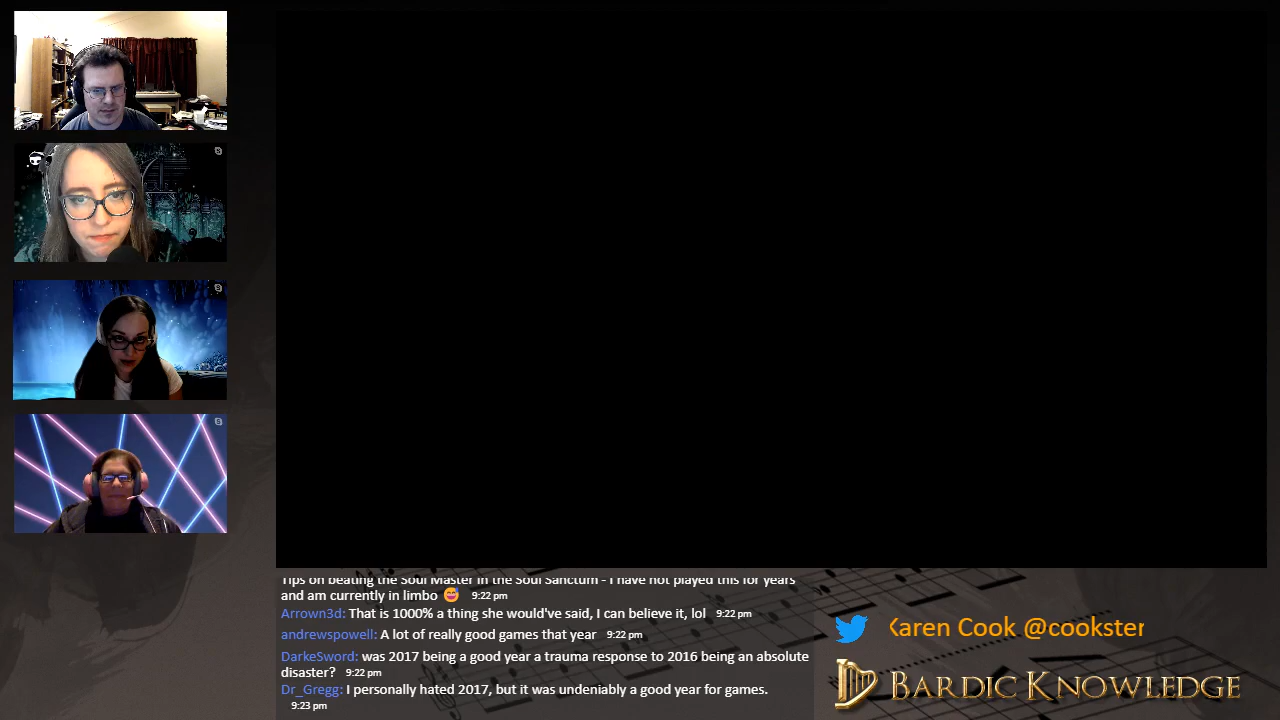 Tips on beating the Soul Master in the Soul Sanctum - I have not played this for years
and am currently in limbo 😅 9:22 pm
Arrown3d: That is 1000% a thing she would've said, I can believe it, lol 9:22 pm
andrewspowell: A lot of really good games that year 9:22 pm
DarkeSword: was 2017 being a good year a trauma response to 2016 being an absolute
disaster? 9:22 pm
Dr_Gregg: I personally hated 2017, but it was undeniably a good year for games.
9:23 pm
Karen Cook @cookster
BARDIC KNOWLEDGE